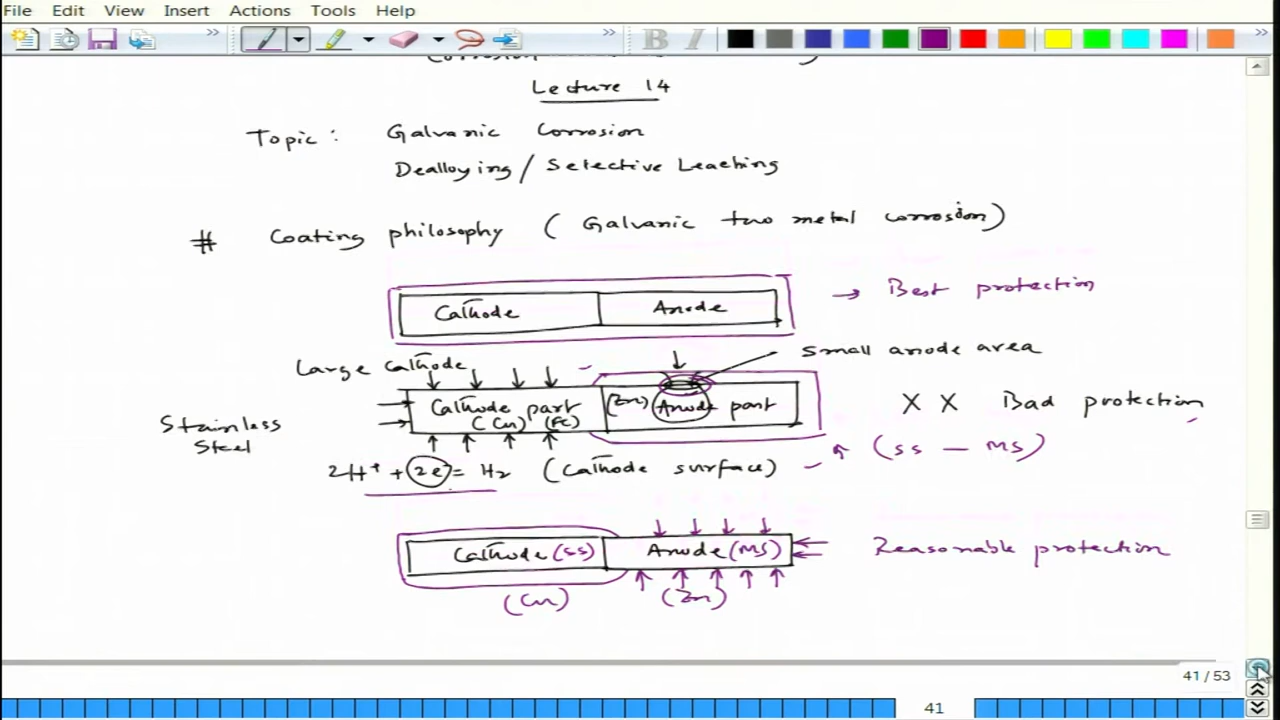 File Edit View Insert Actions Tools Help
Lecture 14
Topic : Galvanic Corrosion
Dealloying / Selective Leaching
# Coating philosophy ( Galvanic two metal corrosion )
Cathode Anode → Best protection
Large cathode small anode area
Cathode part (Cu) (Fe) (Zn) Anode part X X Bad protection
Stainless Steel
(SS – MS)
2H⁺ + 2e = H₂ (Cathode surface)
Cathode (SS) Anode (MS) Reasonable protection
(Cu) (Zn)
41 / 53
41